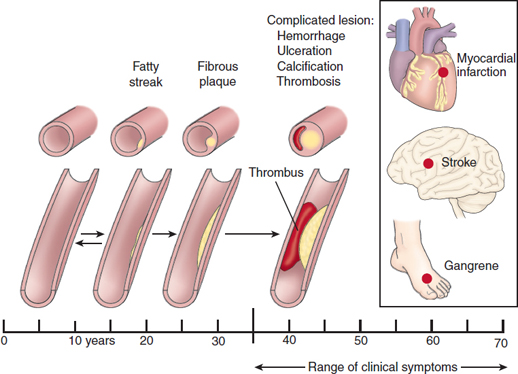 Complicated lesion:
Hemorrhage
Ulceration
Calcification
Thrombosis
Fatty
streak
Fibrous
plaque
Thrombus
Myocardial
infarction
Stroke
Gangrene
0 10 years 20 30 40 50 60 70
Range of clinical symptoms